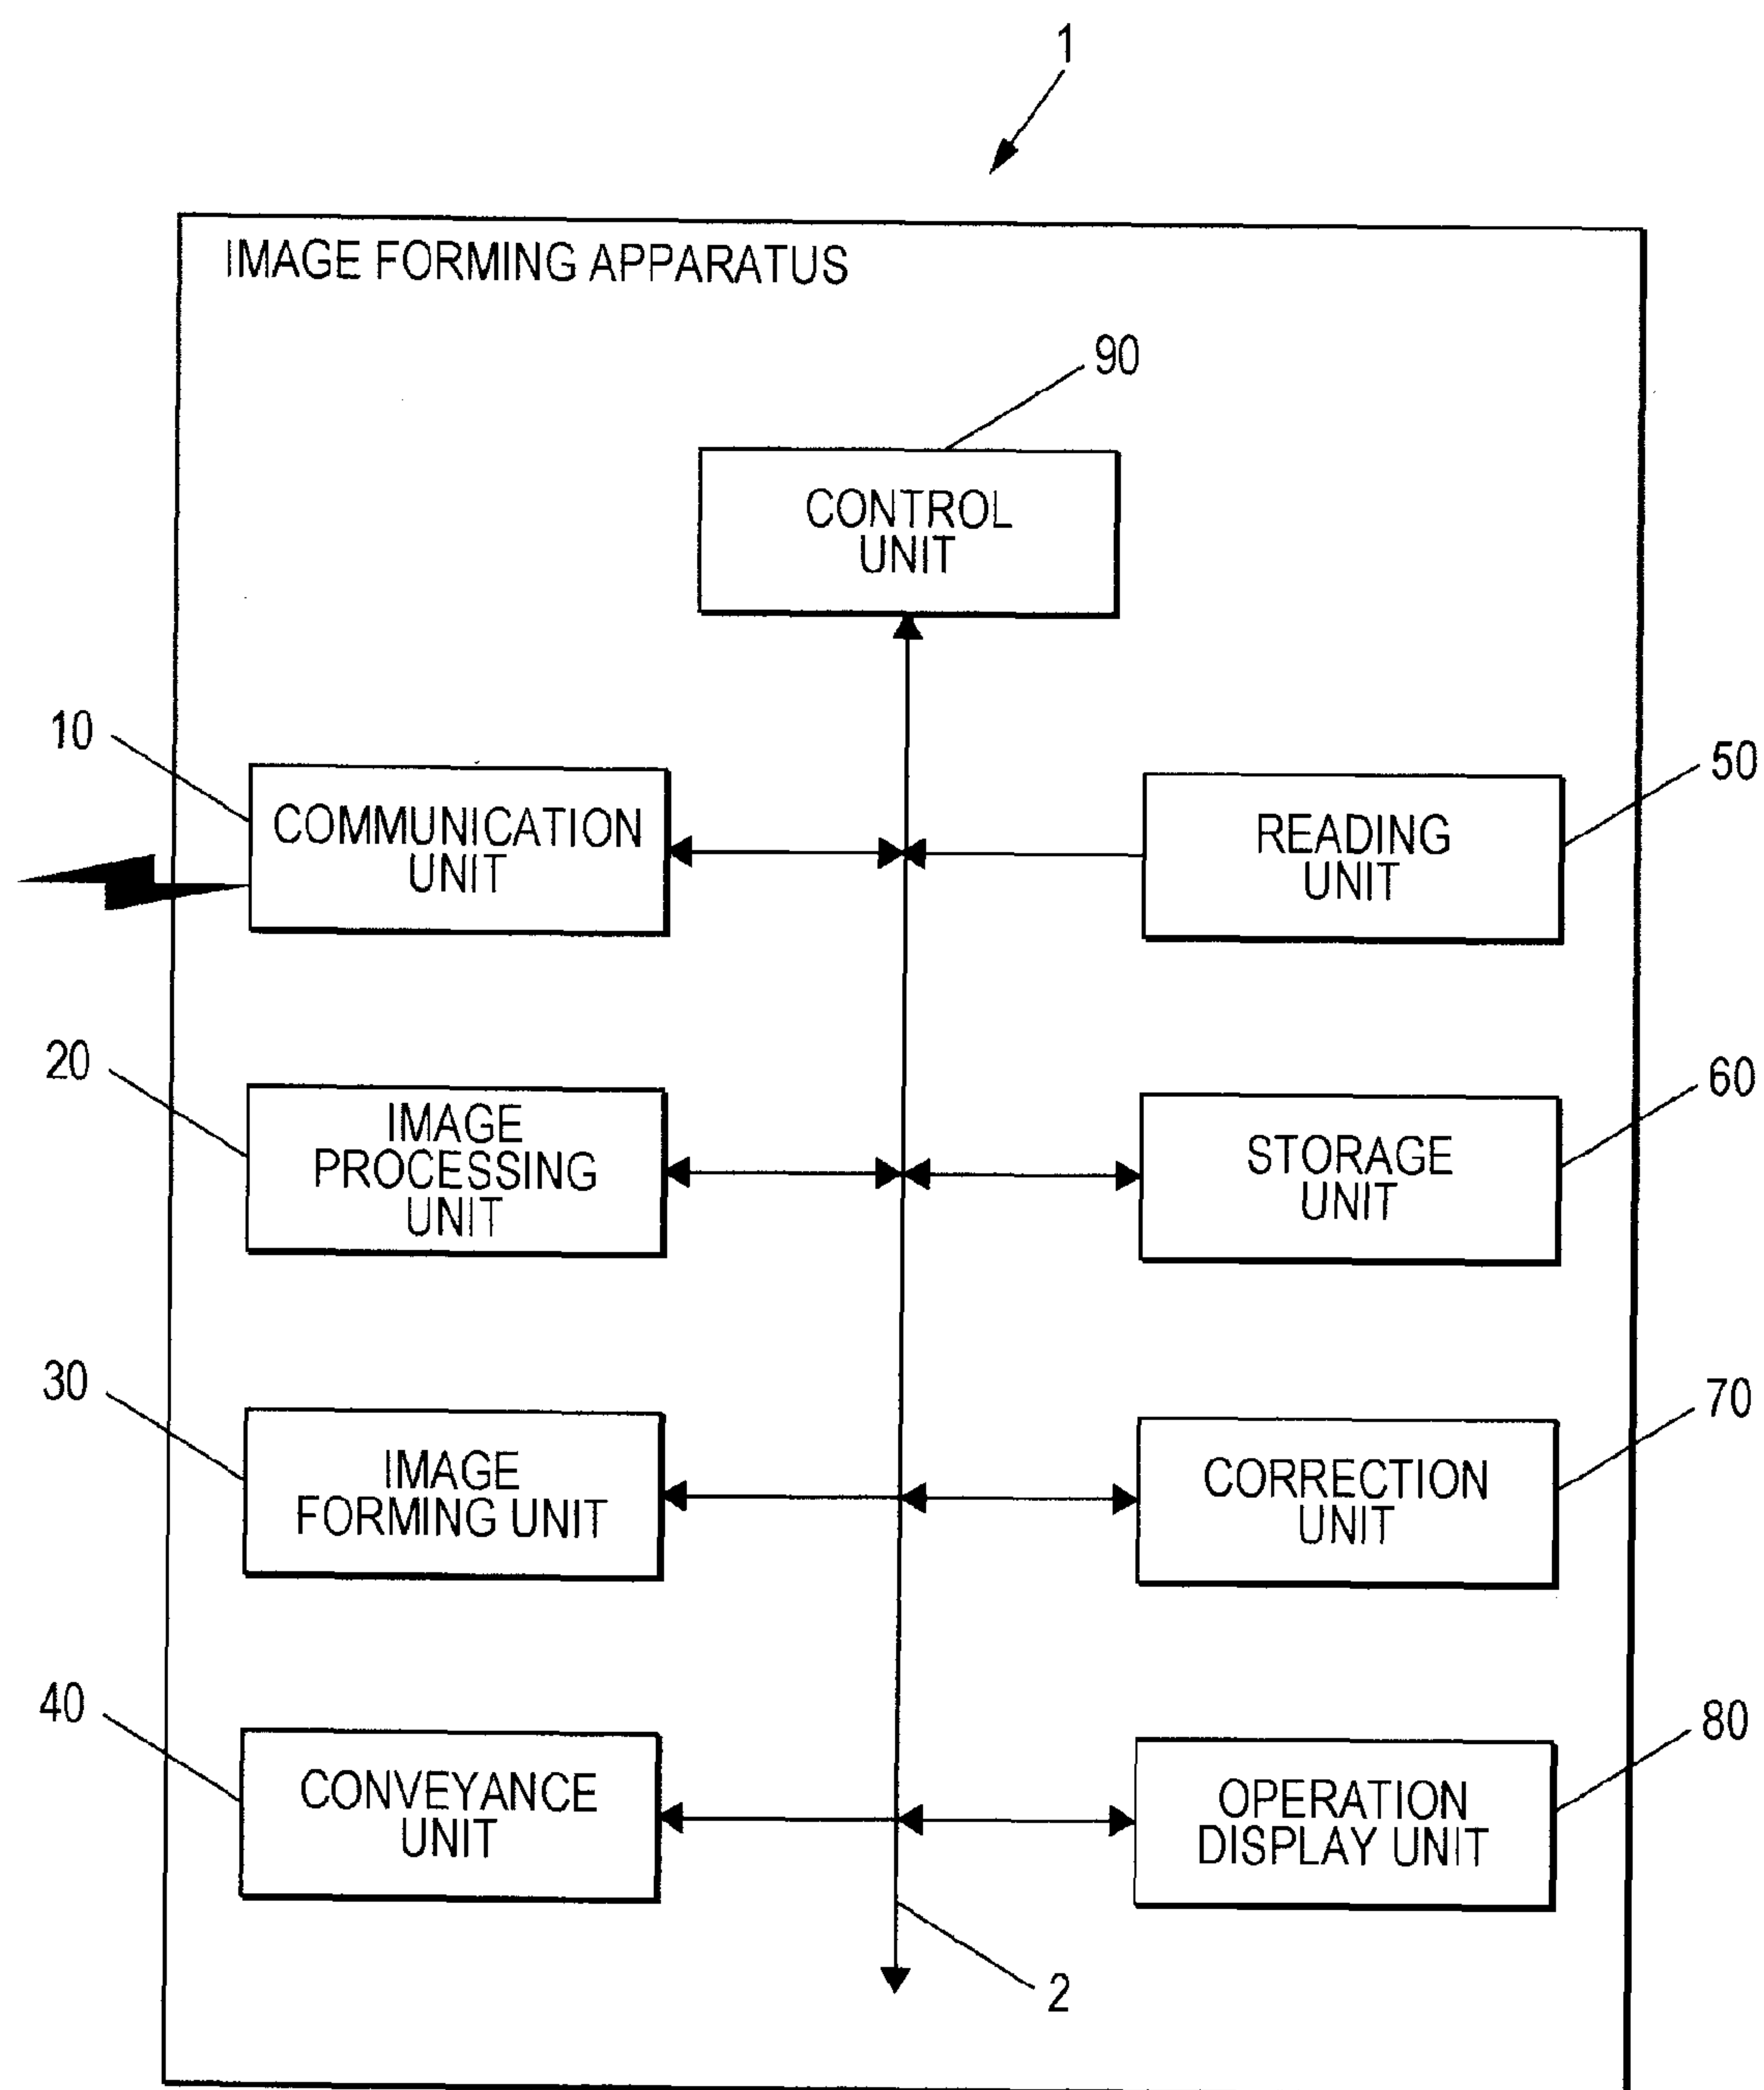 1
IMAGE FORMING APPARATUS
90
CONTROL
UNIT
10
COMMUNICATION
UNIT
50
READING
UNIT
20
IMAGE
PROCESSING
UNIT
60
STORAGE
UNIT
30
IMAGE
FORMING UNIT
70
CORRECTION
UNIT
40
CONVEYANCE
UNIT
80
OPERATION
DISPLAY UNIT
2